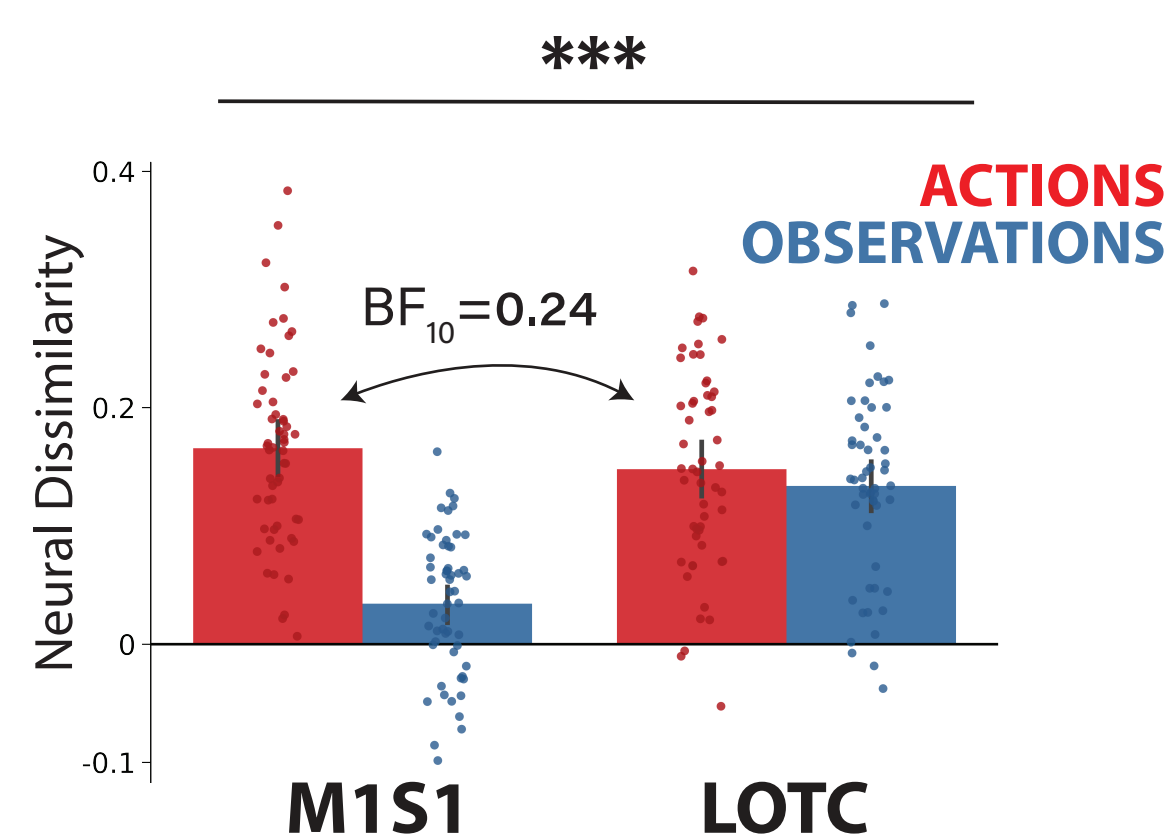 ***
ACTIONS
OBSERVATIONS
BF10=0.24
Neural Dissimilarity
0.4
0.2
0
-0.1
M1S1 LOTC